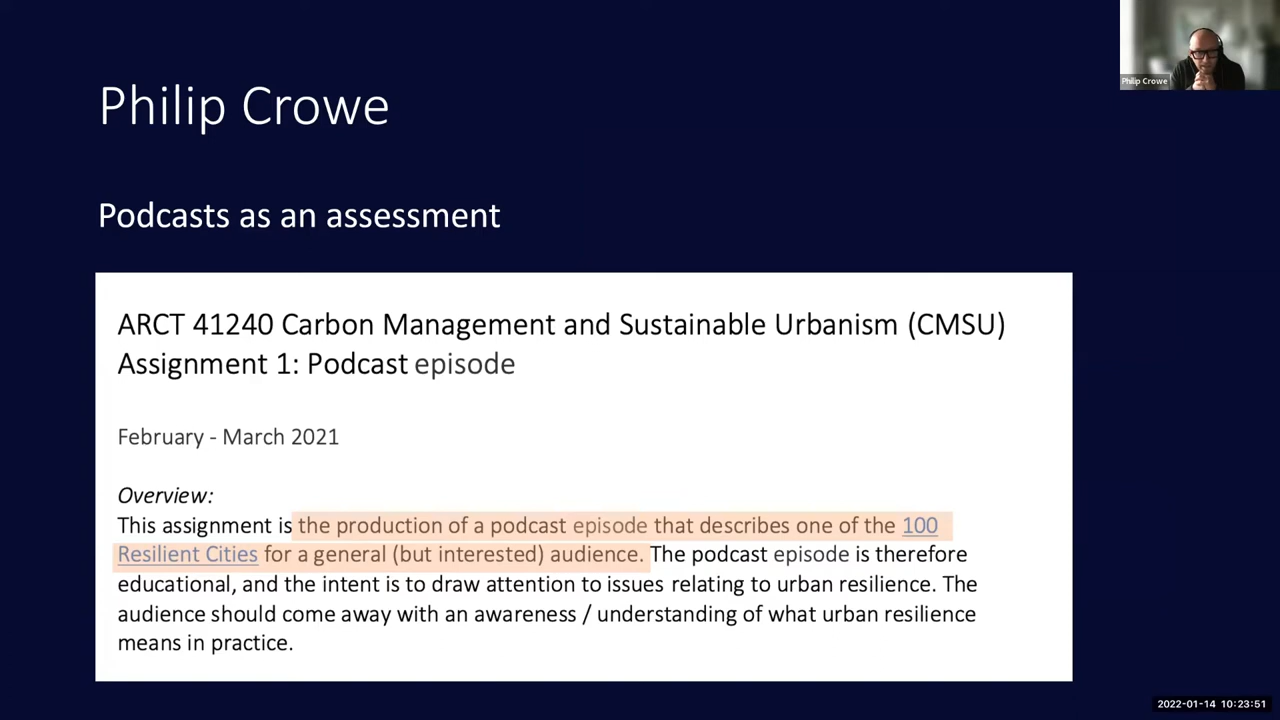 Philip Crowe
Philip Crowe
Podcasts as an assessment
ARCT 41240 Carbon Management and Sustainable Urbanism (CMSU)
Assignment 1: Podcast episode
February - March 2021
Overview:
This assignment is the production of a podcast episode that describes one of the 100
Resilient Cities for a general (but interested) audience. The podcast episode is therefore
educational, and the intent is to draw attention to issues relating to urban resilience. The
audience should come away with an awareness / understanding of what urban resilience
means in practice.
2022-01-14 10:23:51